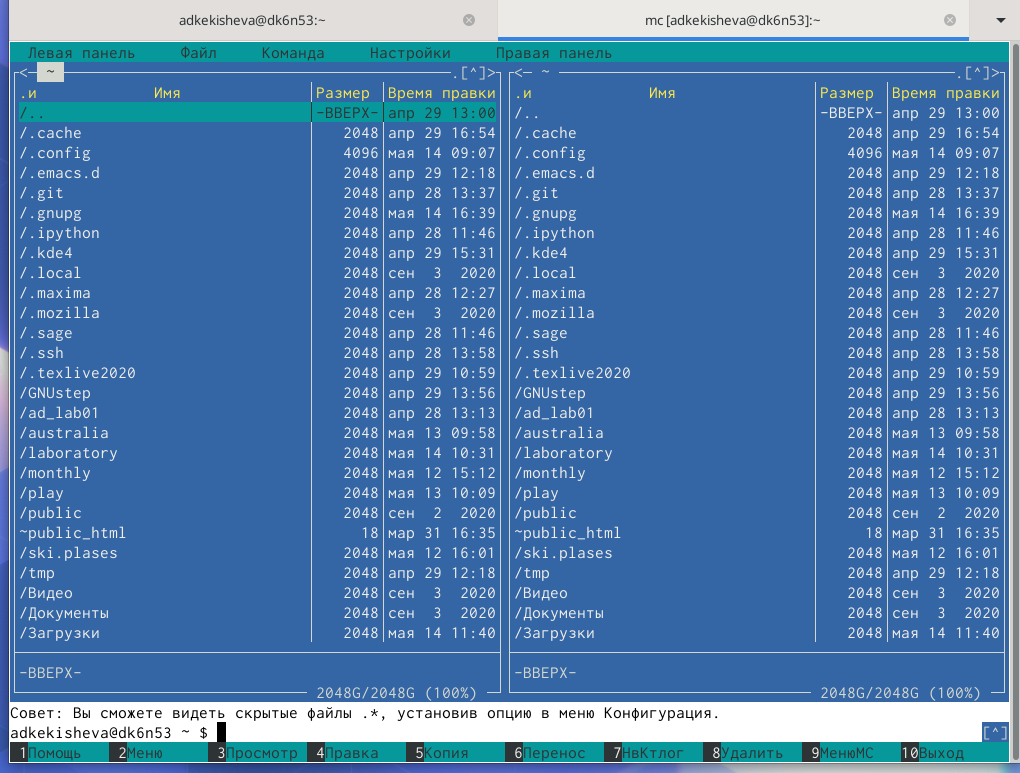 adkekisheva@dk6n53:~ mc [adkekisheva@dk6n53]:~
Левая панель Файл Команда Настройки Правая панель
<─ ~ .[^]> <─ ~ .[^]>
.и Имя Размер Время правки .и Имя Размер Время правки
/.. -ВВЕРХ- апр 29 13:00 /.. -ВВЕРХ- апр 29 13:00
/.cache 2048 апр 29 16:54 /.cache 2048 апр 29 16:54
/.config 4096 мая 14 09:07 /.config 4096 мая 14 09:07
/.emacs.d 2048 апр 29 12:18 /.emacs.d 2048 апр 29 12:18
/.git 2048 апр 28 13:37 /.git 2048 апр 28 13:37
/.gnupg 2048 мая 14 16:39 /.gnupg 2048 мая 14 16:39
/.ipython 2048 апр 28 11:46 /.ipython 2048 апр 28 11:46
/.kde4 2048 апр 29 15:31 /.kde4 2048 апр 29 15:31
/.local 2048 сен 3 2020 /.local 2048 сен 3 2020
/.maxima 2048 апр 28 12:27 /.maxima 2048 апр 28 12:27
/.mozilla 2048 сен 3 2020 /.mozilla 2048 сен 3 2020
/.sage 2048 апр 28 11:46 /.sage 2048 апр 28 11:46
/.ssh 2048 апр 28 13:58 /.ssh 2048 апр 28 13:58
/.texlive2020 2048 апр 29 10:59 /.texlive2020 2048 апр 29 10:59
/GNUstep 2048 апр 29 13:56 /GNUstep 2048 апр 29 13:56
/ad_lab01 2048 апр 28 13:13 /ad_lab01 2048 апр 28 13:13
/australia 2048 мая 13 09:58 /australia 2048 мая 13 09:58
/laboratory 2048 мая 14 10:31 /laboratory 2048 мая 14 10:31
/monthly 2048 мая 12 15:12 /monthly 2048 мая 12 15:12
/play 2048 мая 13 10:09 /play 2048 мая 13 10:09
/public 2048 сен 2 2020 /public 2048 сен 2 2020
~public_html 18 мар 31 16:35 ~public_html 18 мар 31 16:35
/ski.plases 2048 мая 12 16:01 /ski.plases 2048 мая 12 16:01
/tmp 2048 апр 29 12:18 /tmp 2048 апр 29 12:18
/Видео 2048 сен 3 2020 /Видео 2048 сен 3 2020
/Документы 2048 сен 3 2020 /Документы 2048 сен 3 2020
/Загрузки 2048 мая 14 11:40 /Загрузки 2048 мая 14 11:40
-ВВЕРХ- -ВВЕРХ-
2048G/2048G (100%) 2048G/2048G (100%)
Совет: Вы сможете видеть скрытые файлы .*, установив опцию в меню Конфигурация.
adkekisheva@dk6n53 ~ $ [^]
1Помощь 2Меню 3Просмотр 4Правка 5Копия 6Перенос 7НвКтлог 8Удалить 9МенюМС 10Выход